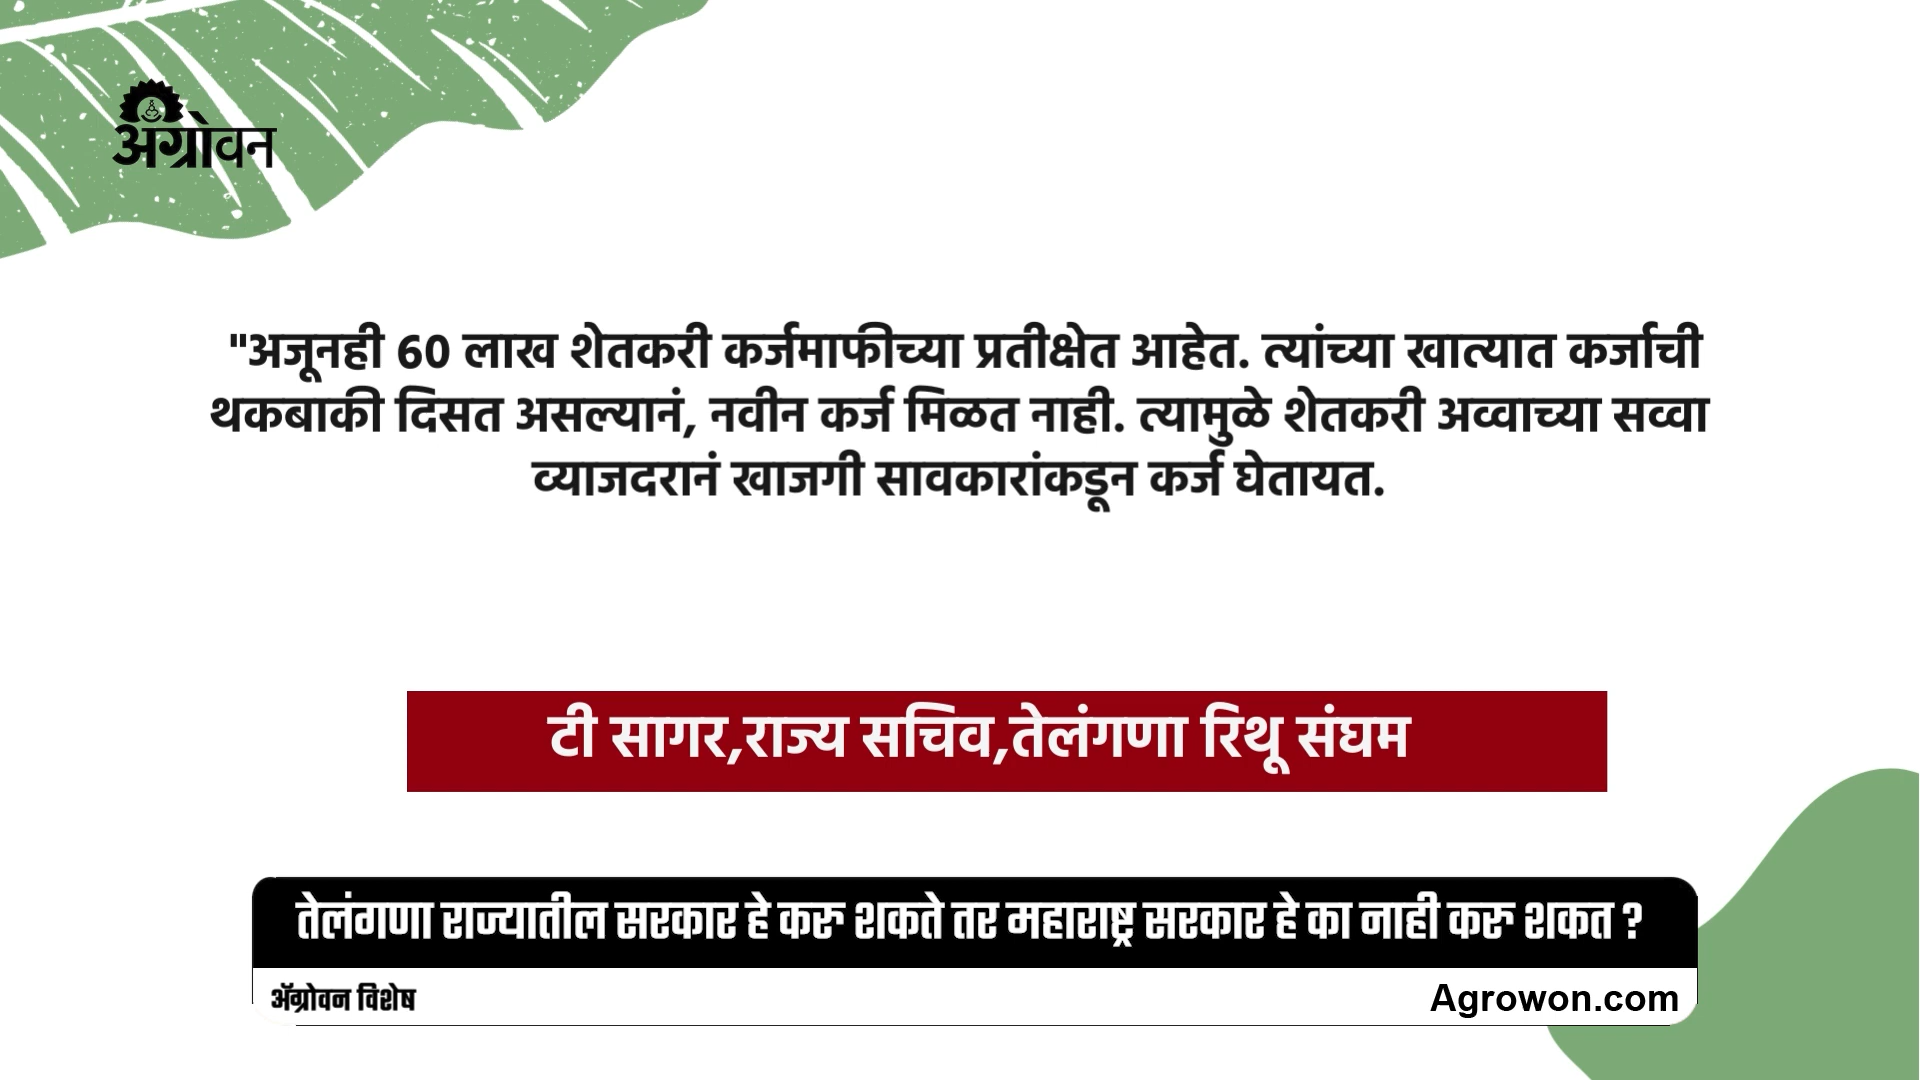 ॲग्रोवन
"अजूनही 60 लाख शेतकरी कर्जमाफीच्या प्रतीक्षेत आहेत. त्यांच्या खात्यात कर्जाची
थकबाकी दिसत असल्यानं, नवीन कर्ज मिळत नाही. त्यामुळे शेतकरी अव्वाच्या सव्वा
व्याजदरानं खाजगी सावकारांकडून कर्ज घेतायत.
टी सागर,राज्य सचिव,तेलंगणा रिथू संघम
तेलंगणा राज्यातील सरकार हे करु शकते तर महाराष्ट्र सरकार हे का नाही करु शकत ?
ॲग्रोवन विशेष
Agrowon.com